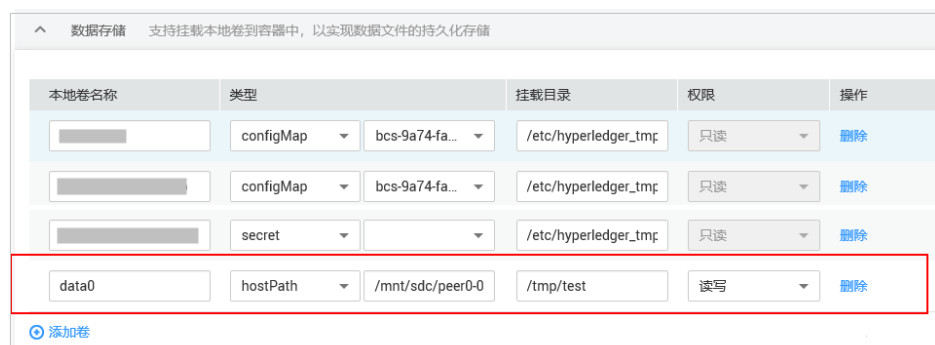 数据存储 支持挂载本地卷到容器中，以实现数据文件的持久化存储
本地卷名称 类型 挂载目录 权限 操作
configMap bcs-9a74-fa... /etc/hyperledger_tmp 只读 删除
configMap bcs-9a74-fa... /etc/hyperledger_tmp 只读 删除
secret /etc/hyperledger_tmp 只读 删除
data0 hostPath /mnt/sdc/peer0-0 /tmp/test 读写 删除
添加卷